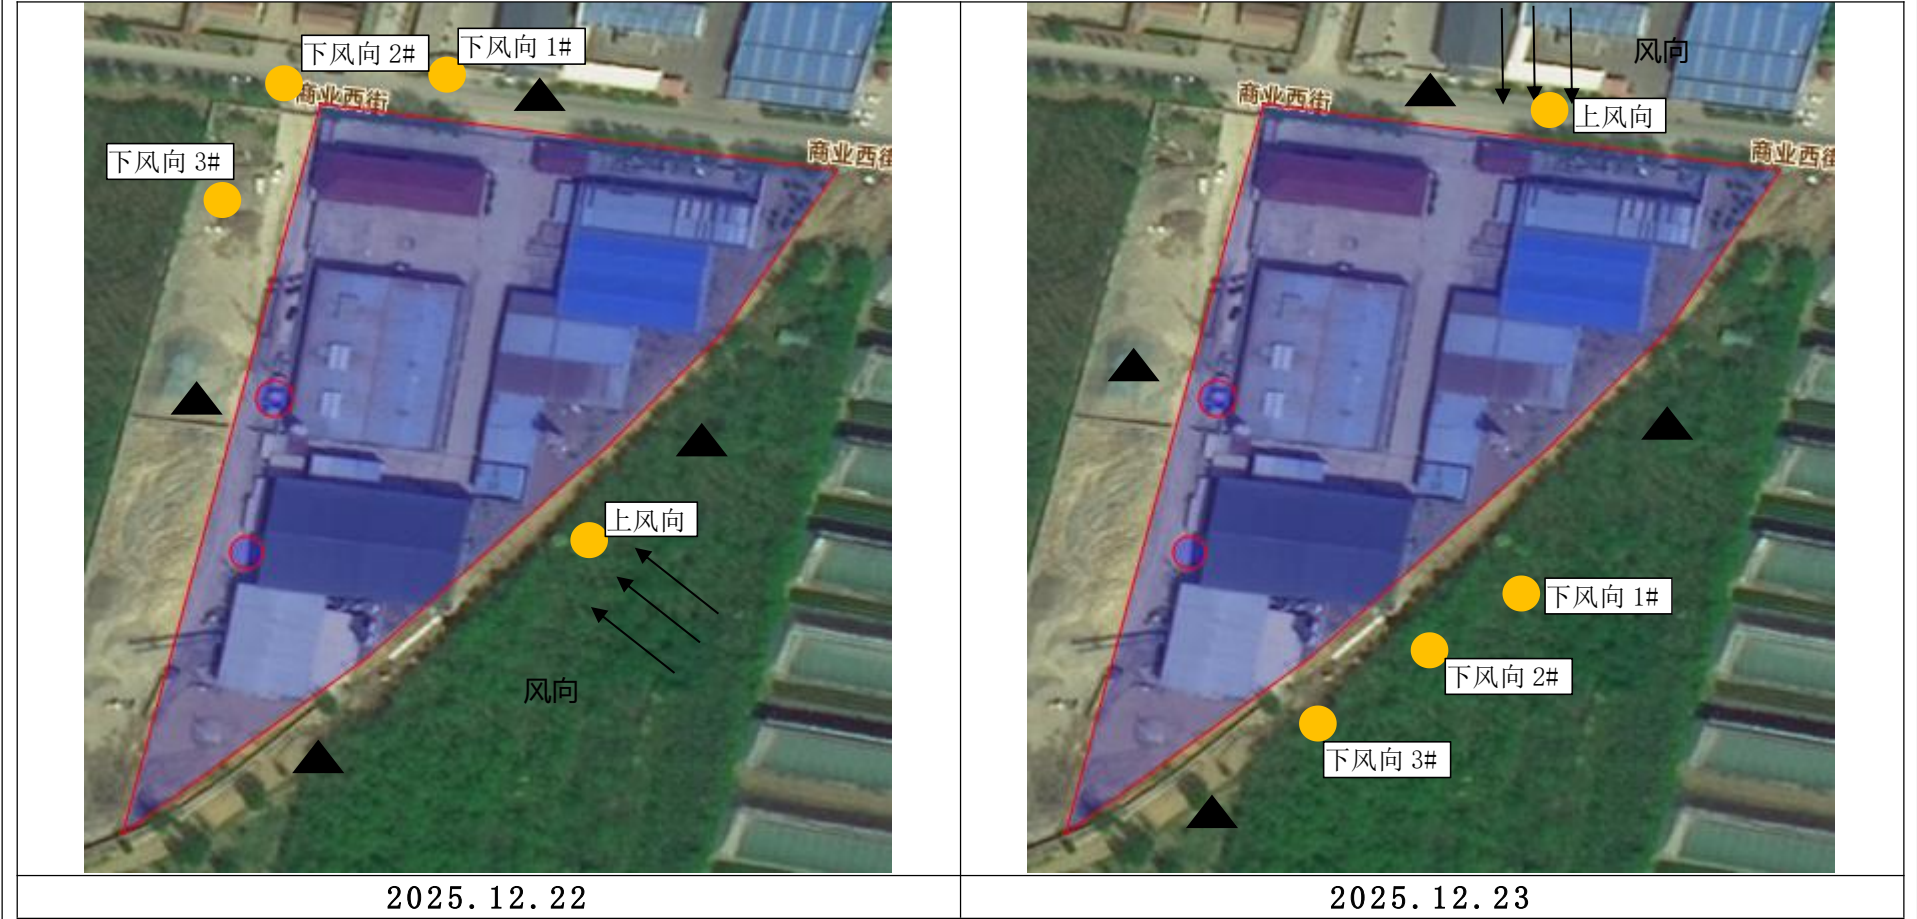 下风向 2#
下风向 1#
商业西街
商业西街
下风向 3#
上风向
风向
2025.12.22
风向
商业西街
上风向
商业西街
下风向 1#
下风向 2#
下风向 3#
2025.12.23